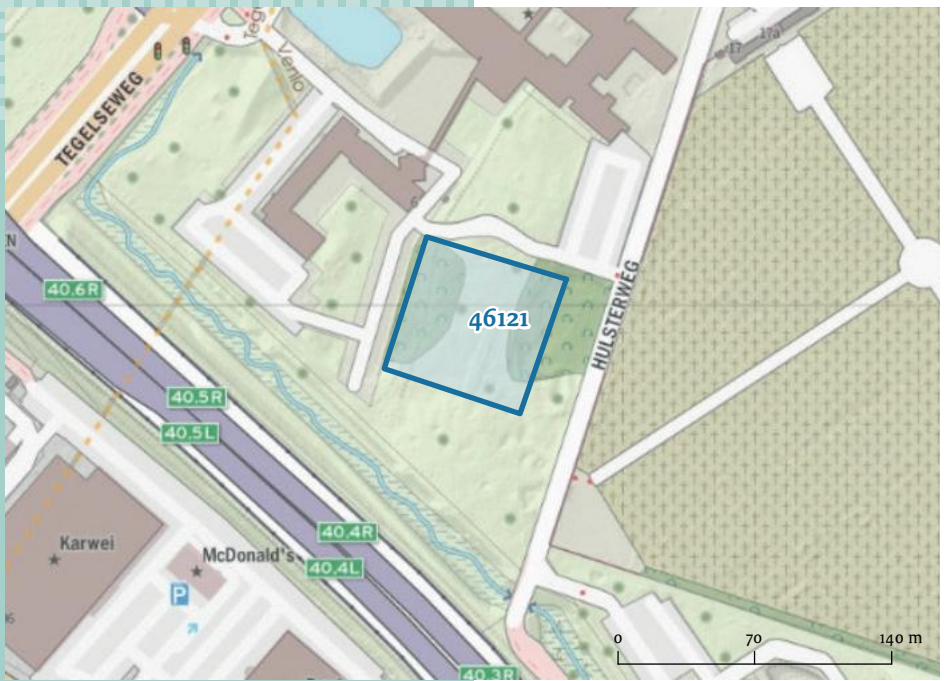 17a
17
Venlo
TEGELSEWEG
40.6R
46121
HULSTERWEG
40.5R
40.5L
40.4R
40.4L
Karwei
McDonald's
P
0 70 140 m
40.3R